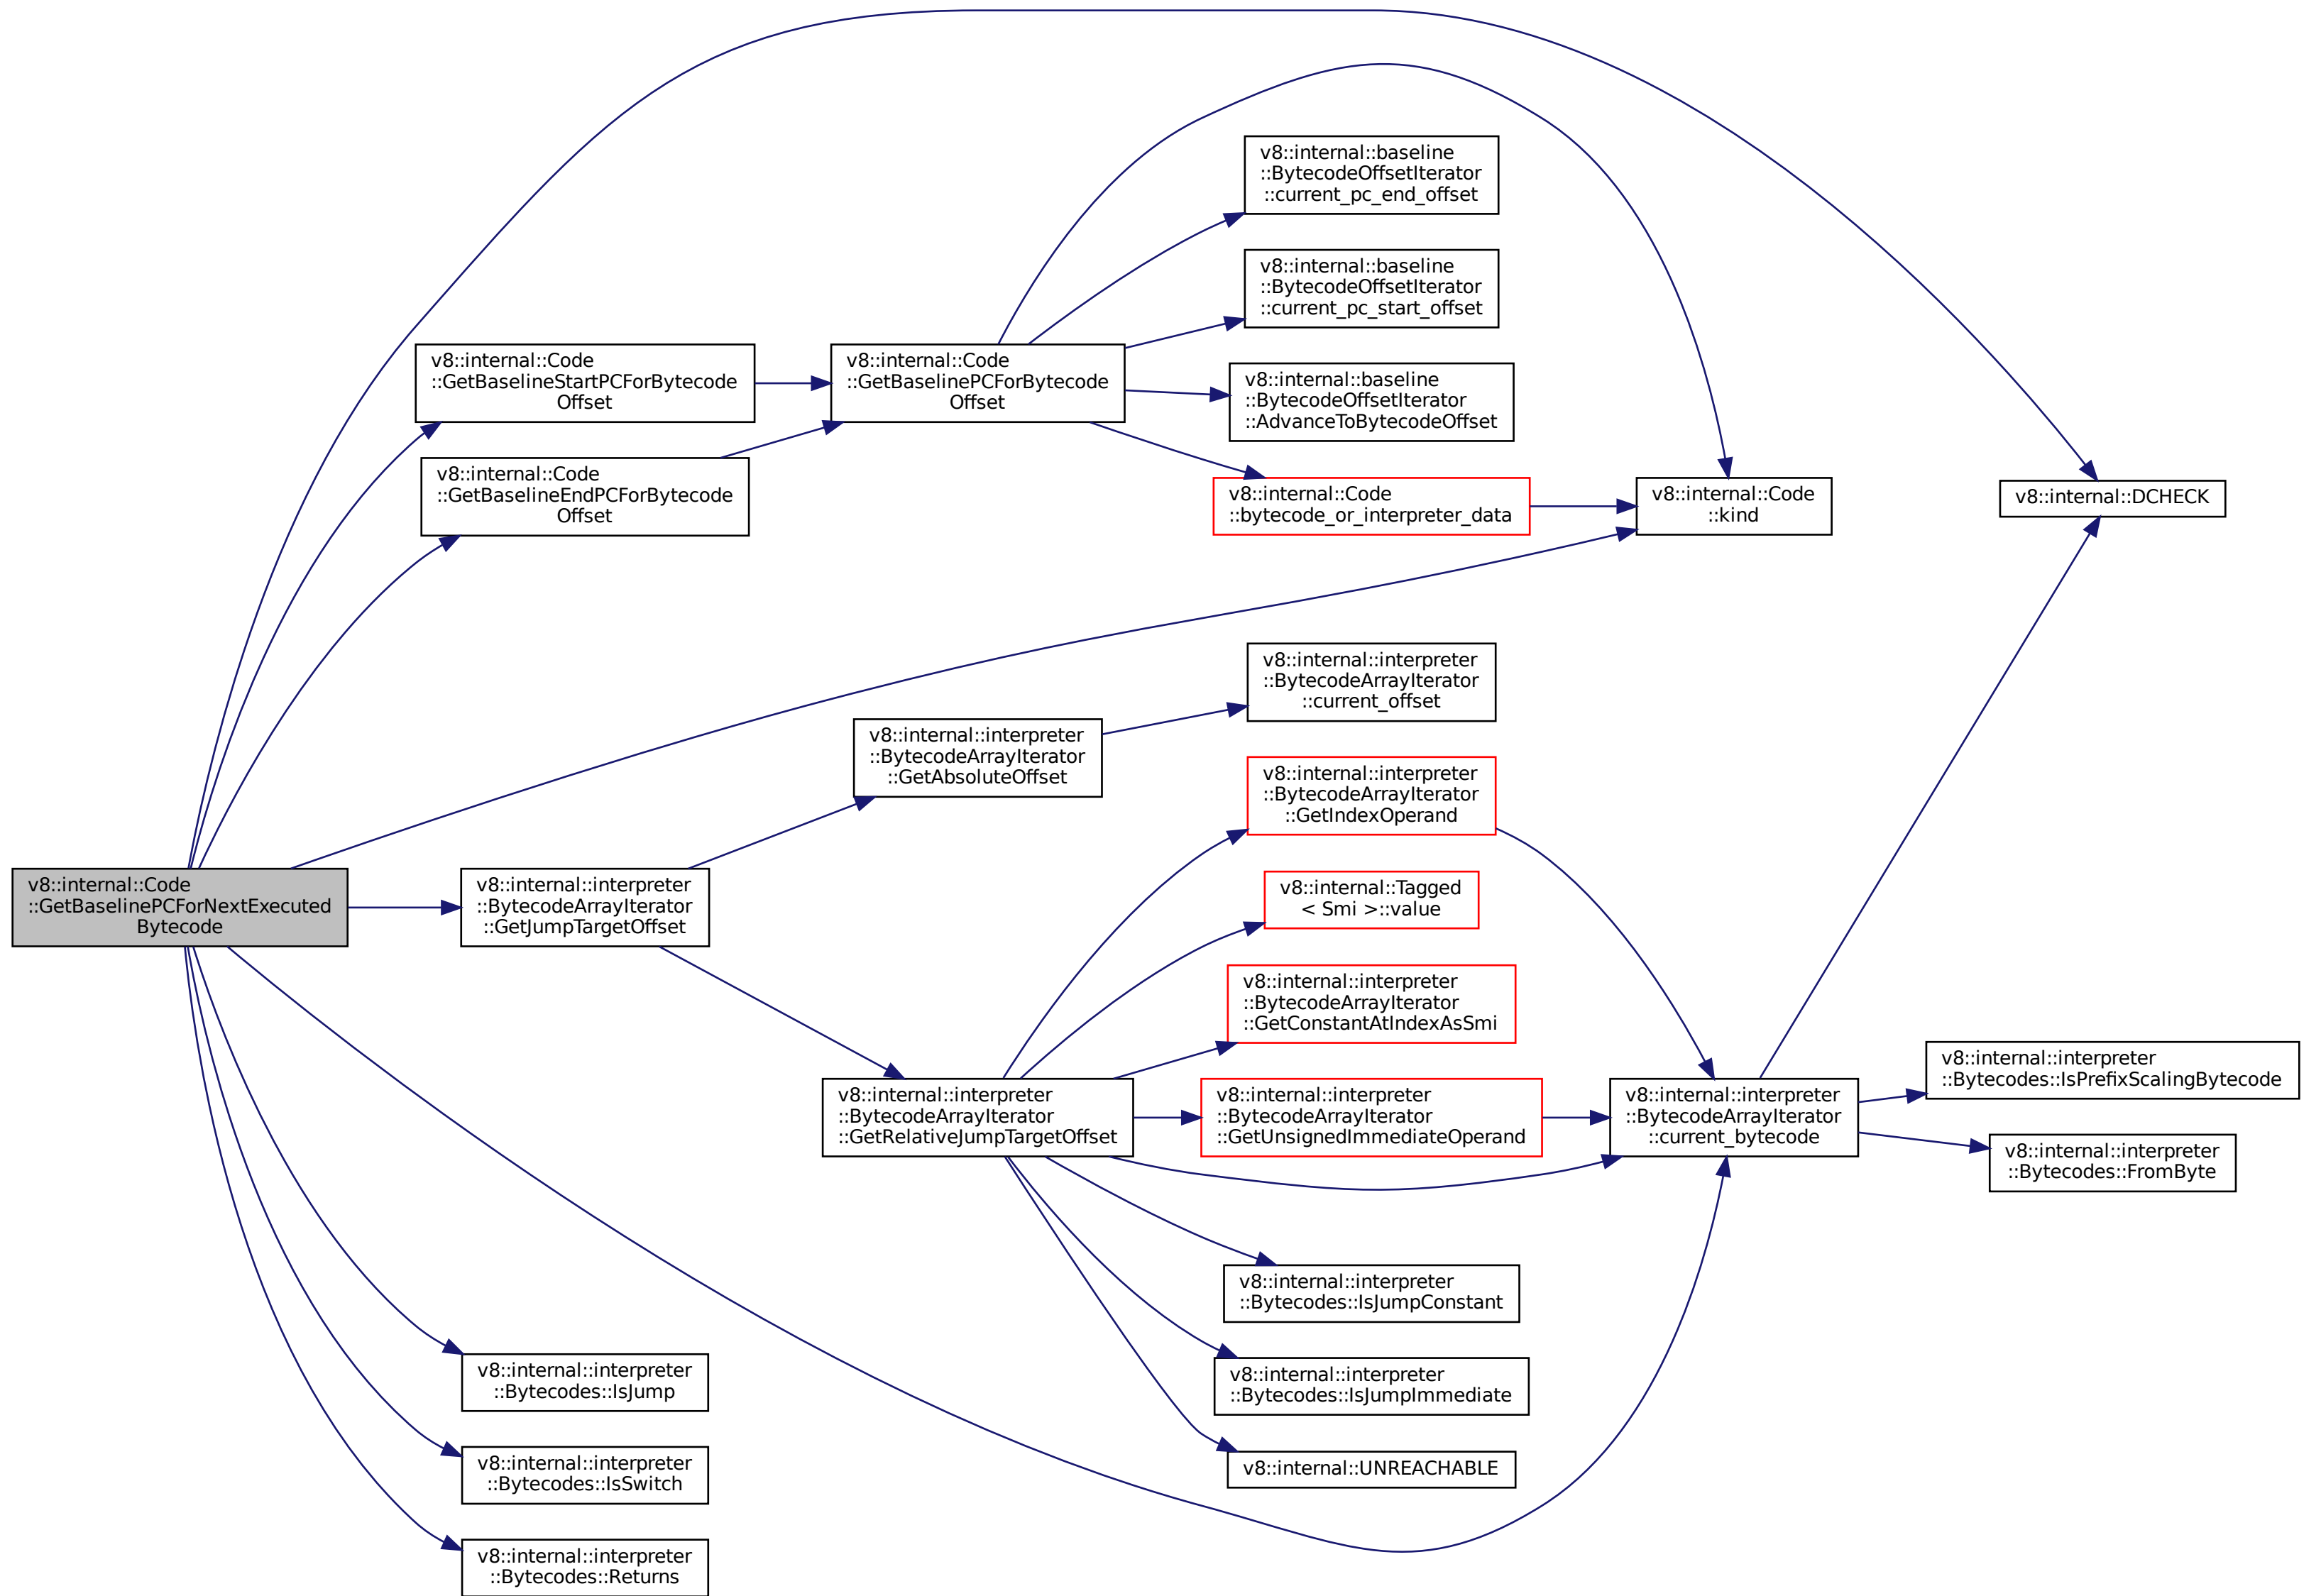 v8::internal::baseline
::BytecodeOffsetIterator
::current_pc_end_offset
v8::internal::baseline
::BytecodeOffsetIterator
::current_pc_start_offset
v8::internal::Code
::GetBaselineStartPCForBytecode
Offset
v8::internal::Code
::GetBaselinePCForBytecode
Offset
v8::internal::baseline
::BytecodeOffsetIterator
::AdvanceToBytecodeOffset
v8::internal::Code
::GetBaselineEndPCForBytecode
Offset
v8::internal::Code
::bytecode_or_interpreter_data
v8::internal::Code
::kind
v8::internal::DCHECK
v8::internal::interpreter
::BytecodeArrayIterator
::current_offset
v8::internal::interpreter
::BytecodeArrayIterator
::GetAbsoluteOffset
v8::internal::interpreter
::BytecodeArrayIterator
::GetIndexOperand
v8::internal::Code
::GetBaselinePCForNextExecuted
Bytecode
v8::internal::interpreter
::BytecodeArrayIterator
::GetJumpTargetOffset
v8::internal::Tagged
< Smi >::value
v8::internal::interpreter
::BytecodeArrayIterator
::GetConstantAtIndexAsSmi
v8::internal::interpreter
::BytecodeArrayIterator
::GetRelativeJumpTargetOffset
v8::internal::interpreter
::BytecodeArrayIterator
::GetUnsignedImmediateOperand
v8::internal::interpreter
::BytecodeArrayIterator
::current_bytecode
v8::internal::interpreter
::Bytecodes::IsPrefixScalingBytecode
v8::internal::interpreter
::Bytecodes::FromByte
v8::internal::interpreter
::Bytecodes::IsJumpConstant
v8::internal::interpreter
::Bytecodes::IsJump
v8::internal::interpreter
::Bytecodes::IsJumpImmediate
v8::internal::interpreter
::Bytecodes::IsSwitch
v8::internal::UNREACHABLE
v8::internal::interpreter
::Bytecodes::Returns